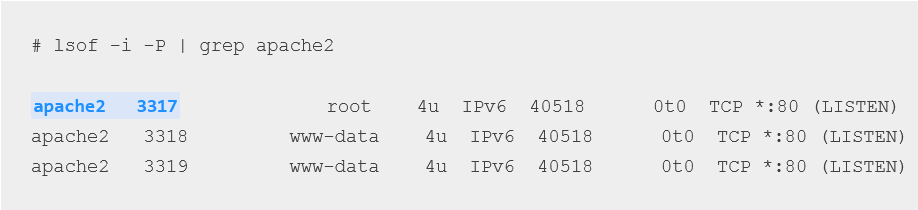 # lsof -i -P | grep apache2
apache2 3317 root 4u IPv6 40518 0t0 TCP *:80 (LISTEN)
apache2 3318 www-data 4u IPv6 40518 0t0 TCP *:80 (LISTEN)
apache2 3319 www-data 4u IPv6 40518 0t0 TCP *:80 (LISTEN)